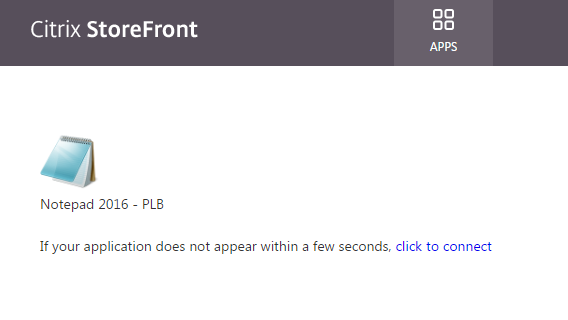 Citrix StoreFront
APPS
Notepad 2016 - PLB
If your application does not appear within a few seconds, click to connect